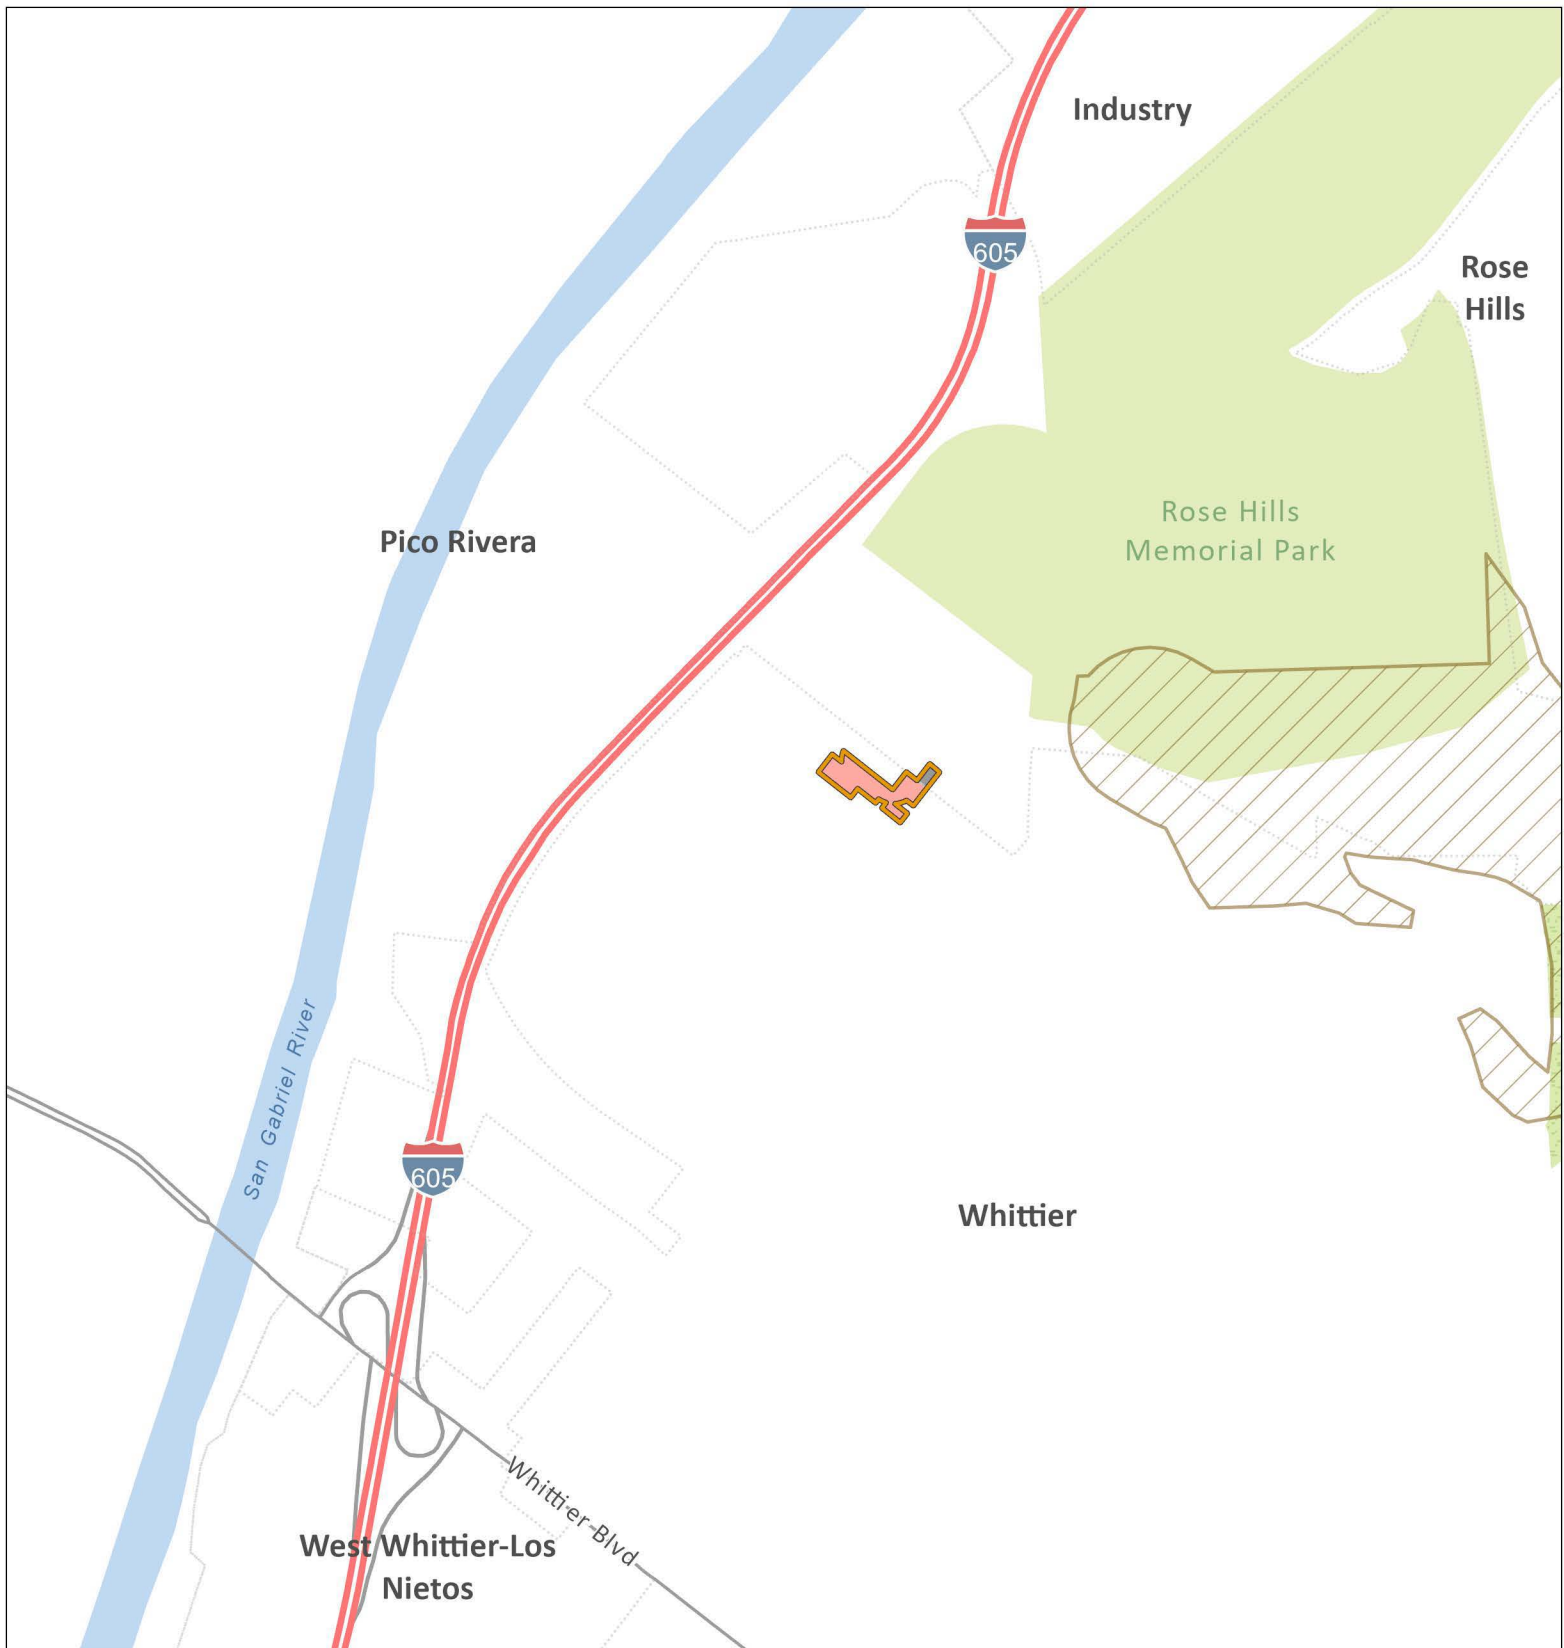 Industry
605
Rose
Hills
Rose Hills
Memorial Park
Pico Rivera
San Gabriel River
605
Whittier
Whittier Blvd
West Whittier-Los
Nietos